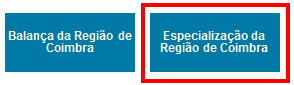 Balança da Região de
Coimbra
Especialização da
Região de Coimbra